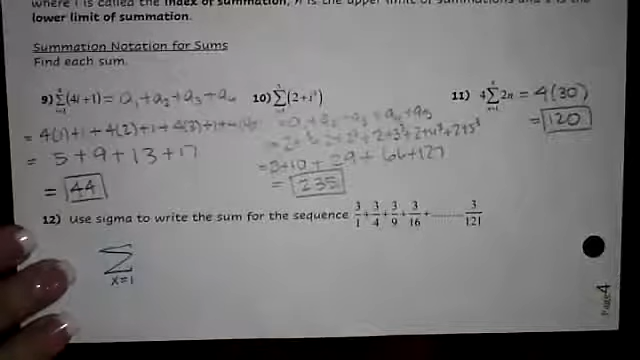 where i is called the index of summation, n is the upper limit of summations and 1 is the
lower limit of summation.
Summation Notation for Sums
Find each sum.
9) Σ(4i+1) = a₁+a₂+a₃+a₄
= 4(1)+1+4(2)+1+4(3)+1+4(4)+1
= 5+9+13+17
= 44
10) Σ(2+i³)
= 3+10+29+66+127
= 235
11) 4Σ2n = 4(30)
= 120
12) Use sigma to write the sum for the sequence 3/1+3/4+3/9+3/16+..........3/121
Σ x=1
Page 4